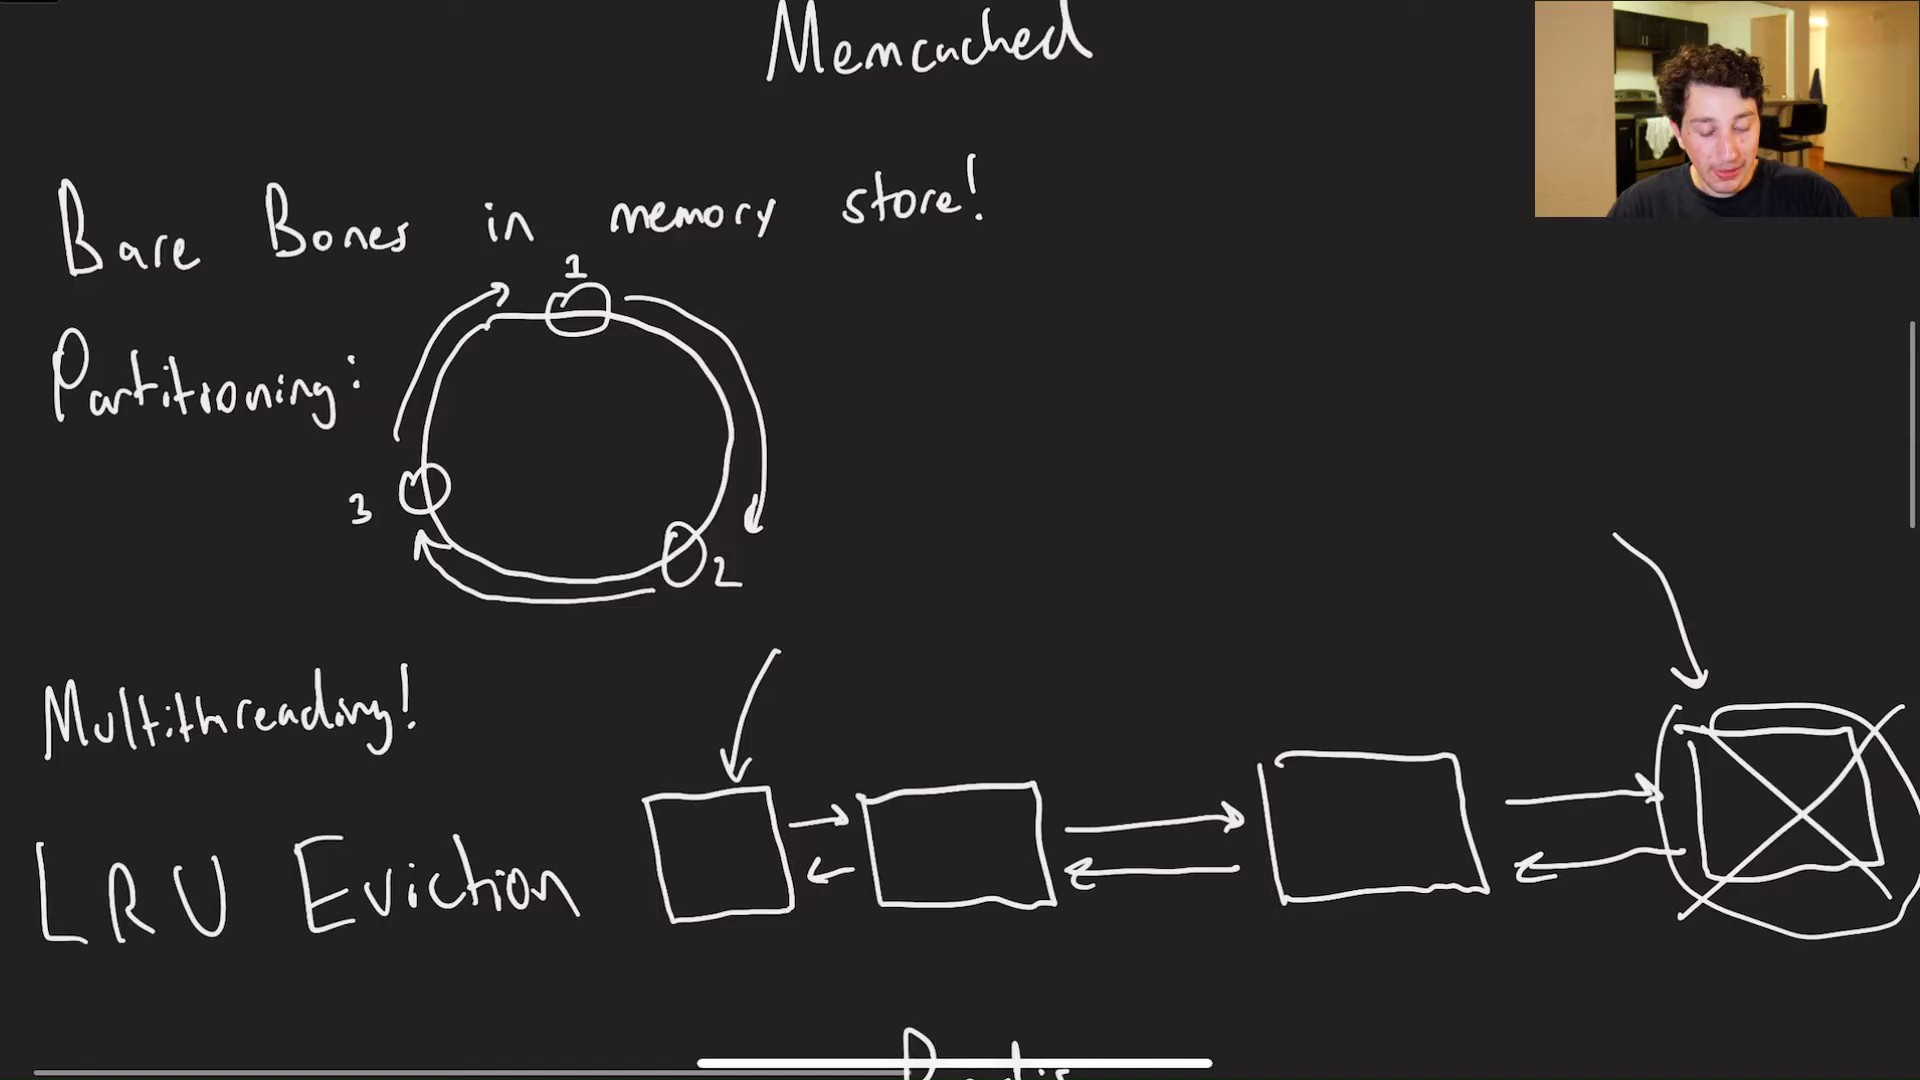 Memcached
Bare Bones in memory store!
1
Partitioning:
3
2
Multithreading!
LRU Eviction